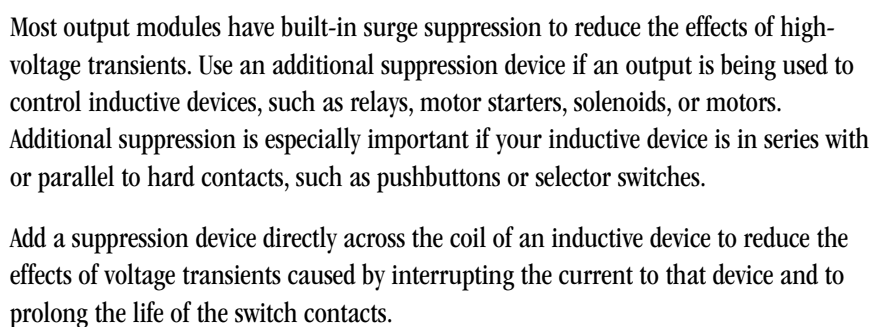 Most output modules have built-in surge suppression to reduce the effects of high-
voltage transients. Use an additional suppression device if an output is being used to
control inductive devices, such as relays, motor starters, solenoids, or motors.
Additional suppression is especially important if your inductive device is in series with
or parallel to hard contacts, such as pushbuttons or selector switches.
Add a suppression device directly across the coil of an inductive device to reduce the
effects of voltage transients caused by interrupting the current to that device and to
prolong the life of the switch contacts.